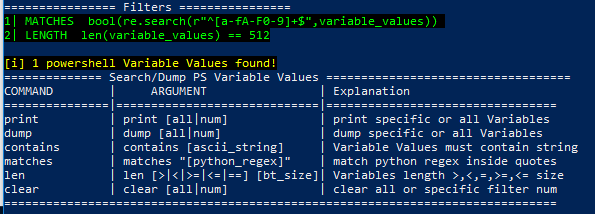 =============== Filters ================
1| MATCHES  bool(re.search(r"^[a-fA-F0-9]+$",variable_values))
2| LENGTH  len(variable_values) == 512
[i] 1 powershell Variable Values found!
============== Search/Dump PS Variable Values ===================================
COMMAND | ARGUMENT | Explanation
===============|=============================|=================================
print | print [all|num] | print specific or all Variables
dump | dump [all|num] | dump specific or all Variables
contains | contains [ascii_string] | Variable Values must contain string
matches | matches "[python_regex]" | match python regex inside quotes
len | len [>|<|>=|<=|==] [bt_size]| Variables length >,<,=,>=,<= size
clear | clear [all|num] | clear all or specific filter num
================================================================================